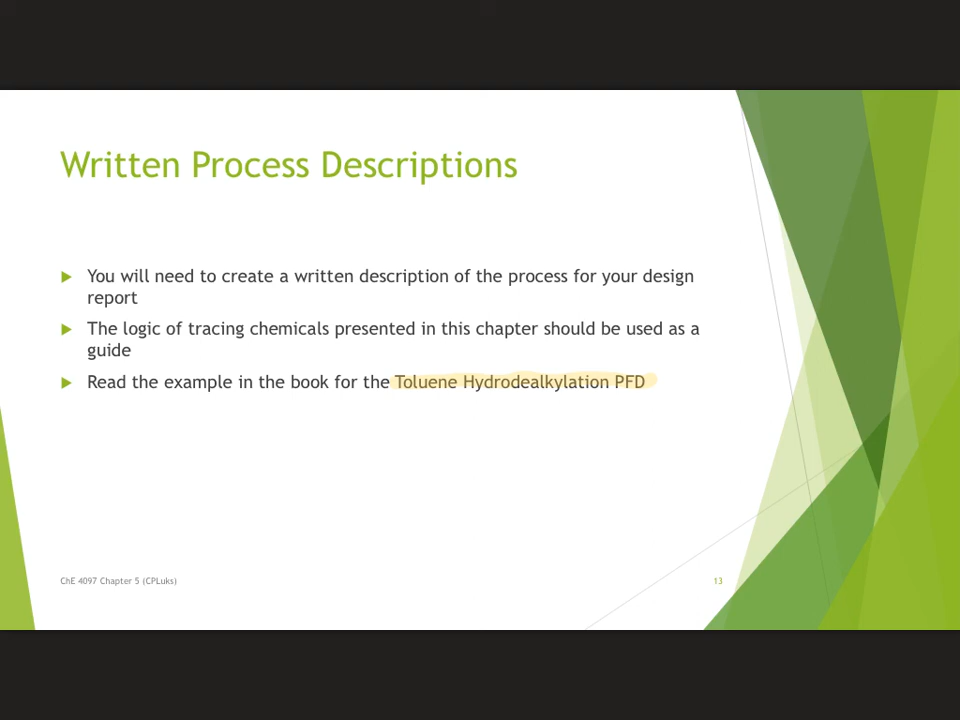 Written Process Descriptions
You will need to create a written description of the process for your design
report
The logic of tracing chemicals presented in this chapter should be used as a
guide
Read the example in the book for the Toluene Hydrodealkylation PFD
ChE 4097 Chapter 5 (CPLuks)
13